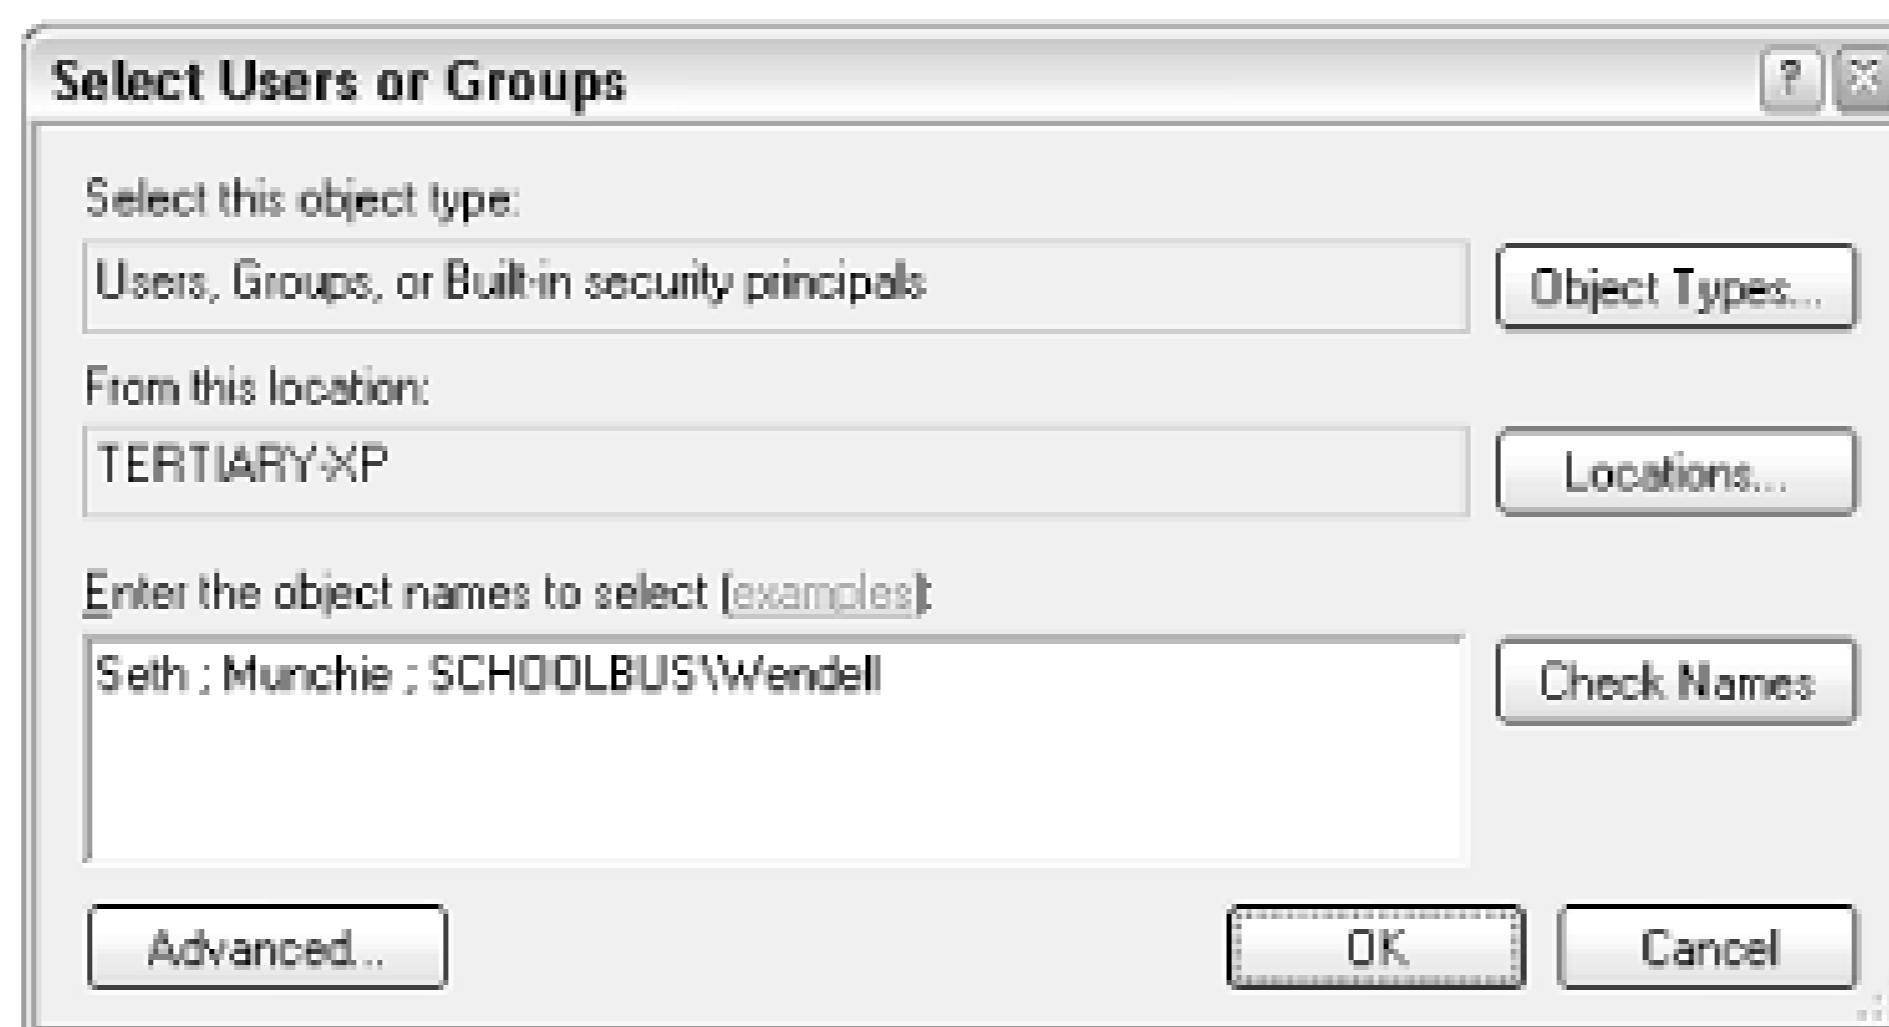 Select Users or Groups
?
Select this object type:
Users, Groups, or Built-in security principals
Object Types...
From this location:
TERTIARY-XP
Locations...
Enter the object names to select (examples):
Seth ; Munchie ; SCHOOLBUS\Wendell
Check Names
Advanced...
OK
Cancel